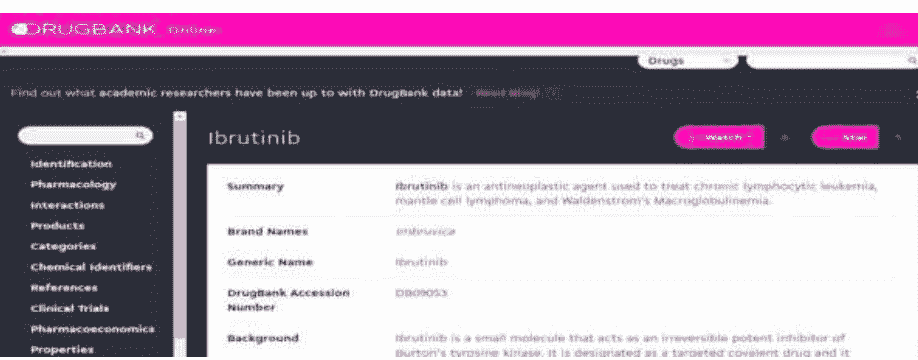 DRUGBANK Online
Drugs
Find out what academic researchers have been up to with DrugBank data! Read Blog!
Ibrutinib
Watch
Star
Identification
Pharmacology
Interactions
Products
Categories
Chemical Identifiers
References
Clinical Trials
Pharmacoeconomics
Properties
Summary
Ibrutinib is an antineoplastic agent used to treat chronic lymphocytic leukemia,
mantle cell lymphoma, and Waldenstrom's Macroglobulinemia.
Brand Names
Imbruvica
Generic Name
Ibrutinib
DrugBank Accession
Number
DB09053
Background
Ibrutinib is a small molecule that acts as an irreversible potent inhibitor of
Burton's tyrosine kinase. It is designated as a targeted covalent drug and it